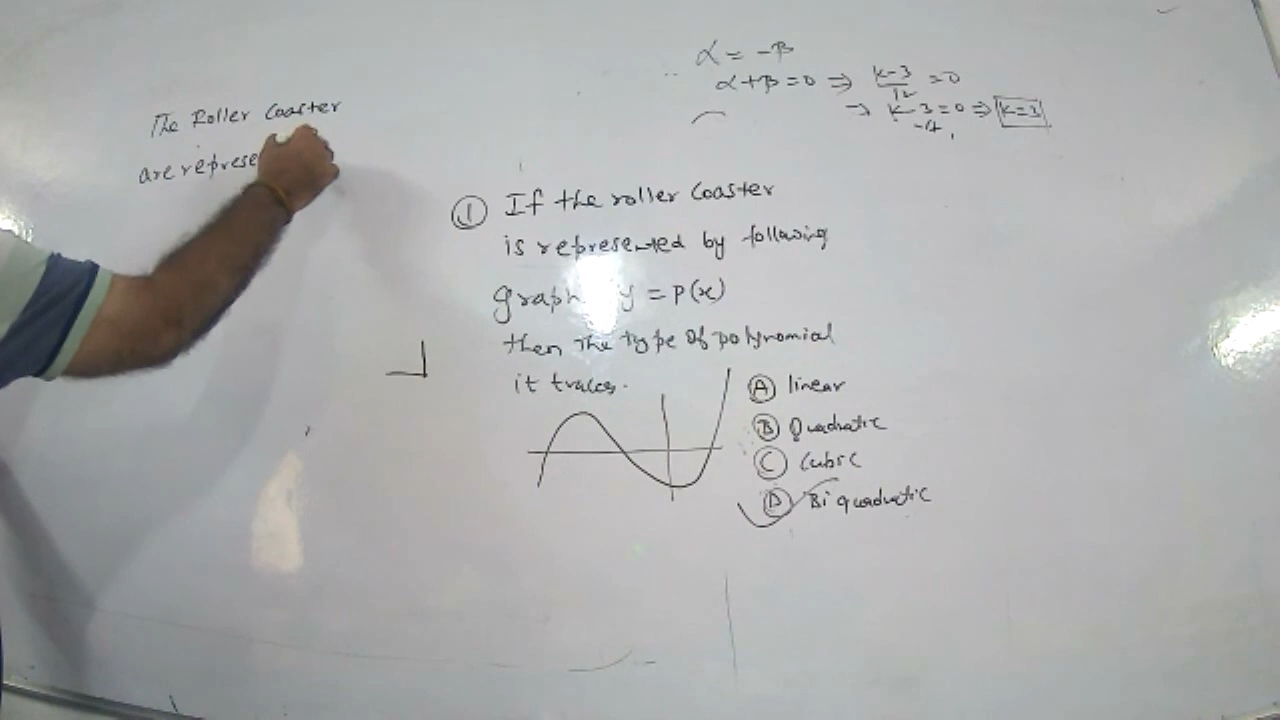 α = -β
α+β=0 ⇒ k-3/12 =0
→ k-3=0 ⇒ k=3
-4
The Roller Coaster
are represe
① If the roller Coaster
is represented by following
graph y = P(x)
then The type of polynomial
it traces.
Ⓐ linear
Ⓑ Quadratic
Ⓒ Cubic
Ⓓ Bi quadratic